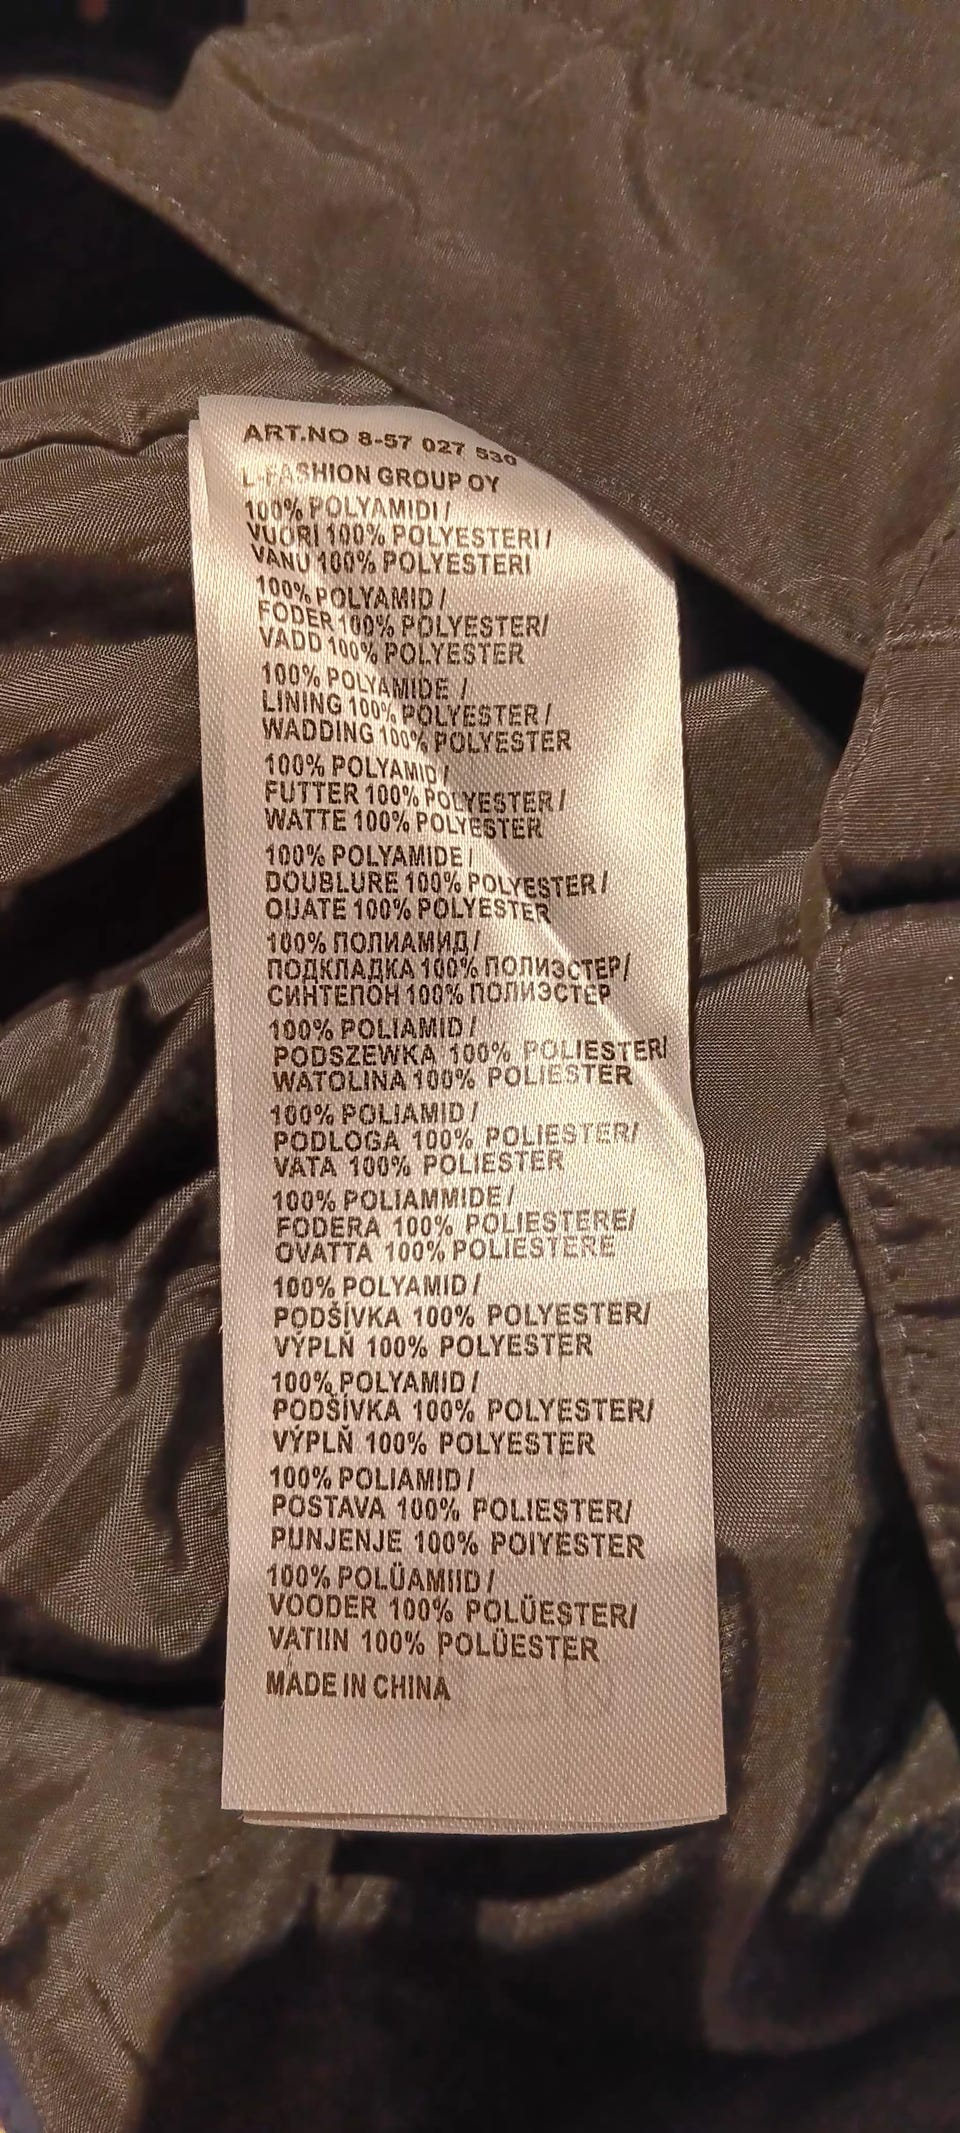 ART.NO 8-57 027 530
L-FASHION GROUP OY
100% POLYAMIDI/
VUORI 100% POLYESTERI/
VANU 100% POLYESTERI
100% POLYAMID/
FODER 100% POLYESTER/
VADD 100% POLYESTER
100% POLYAMIDE /
LINING 100% POLYESTER/
WADDING 100% POLYESTER
100% POLYAMID/
FUTTER 100% POLYESTER/
WATTE 100% POLYESTER
100% POLYAMIDE/
DOUBLURE 100% POLYESTER/
OUATE 100% POLYESTER
100% ПОЛИАМИД/
ПОДКЛАДКА 100% ПОЛИЭСТЕР/
СИНТЕПОН 100% ПОЛИЭСТЕР
100% POLIAMID/
PODSZEWKA 100% POLIESTER/
WATOLINA 100% POLIESTER
100% POLIAMID/
PODLOGA 100% POLIESTER/
VATA 100% POLIESTER
100% POLIAMMIDE/
FODERA 100% POLIESTERE/
OVATTA 100% POLIESTERE
100% POLYAMID/
PODŠÍVKA 100% POLYESTER/
VÝPLŇ 100% POLYESTER
100% POLYAMID/
PODŠÍVKA 100% POLYESTER/
VÝPLŇ 100% POLYESTER
100% POLIAMID/
POSTAVA 100% POLIESTER/
PUNJENJE 100% POIYESTER
100% POLÜAMIID/
VOODER 100% POLÜESTER/
VATIIN 100% POLÜESTER
MADE IN CHINA